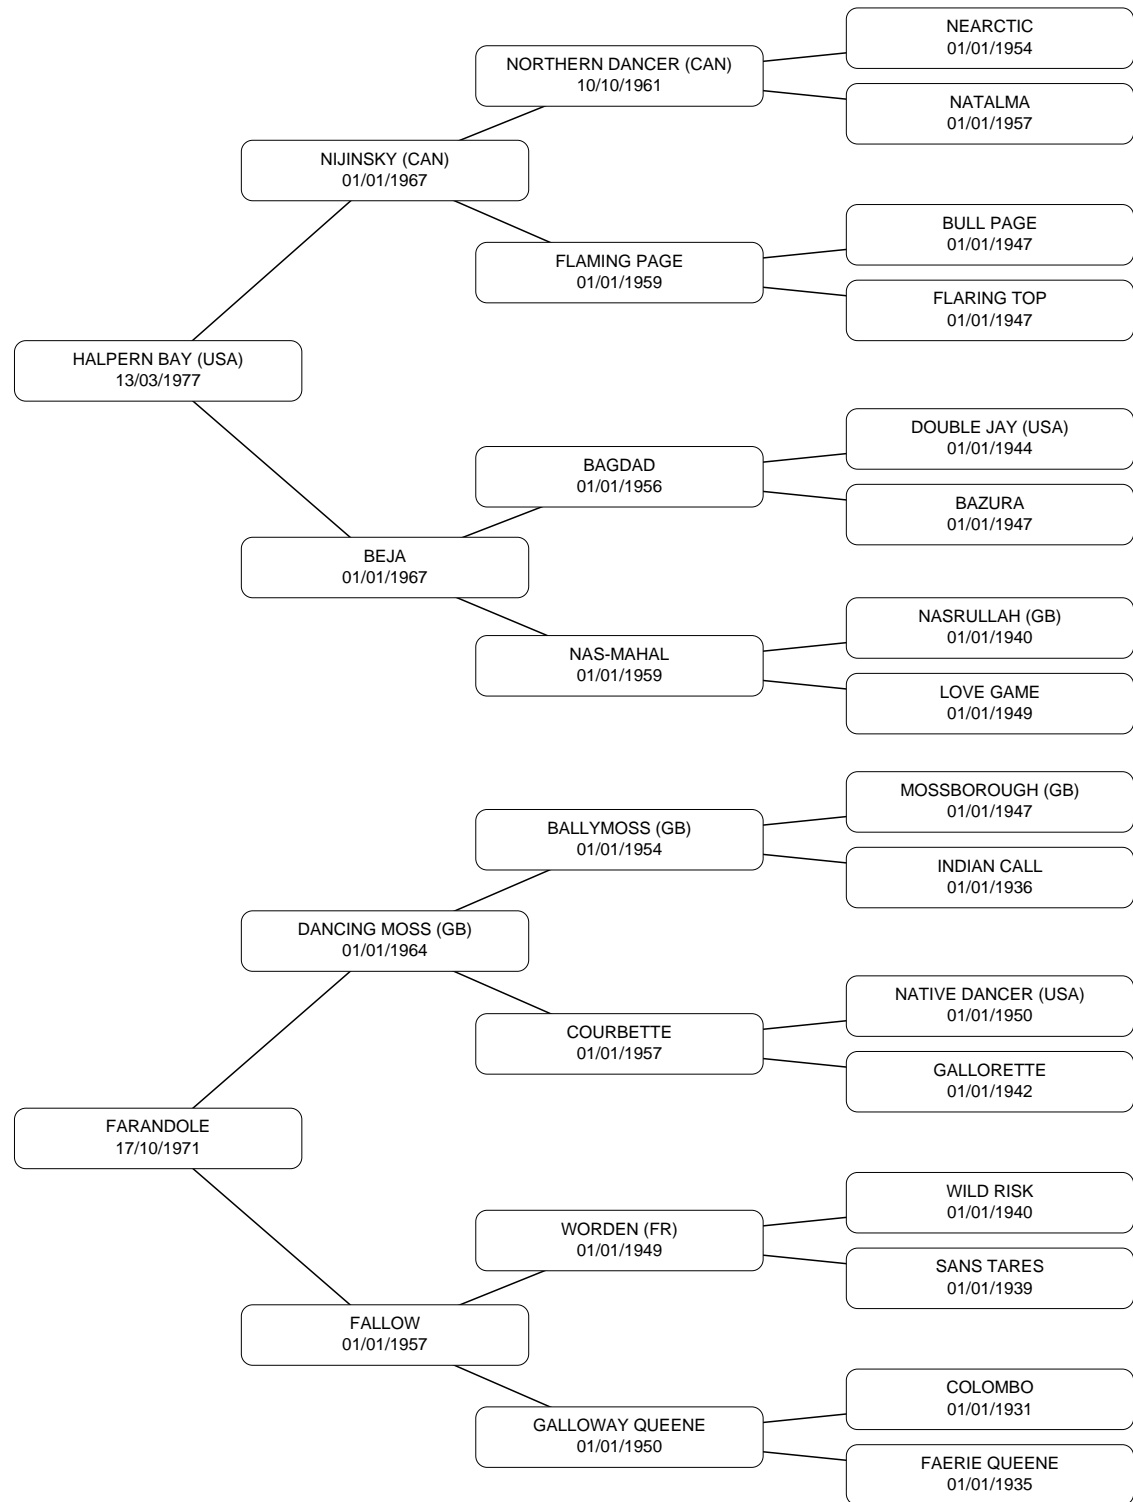 NEARCTIC
01/01/1954
NORTHERN DANCER (CAN)
10/10/1961
NATALMA
01/01/1957
NIJINSKY (CAN)
01/01/1967
BULL PAGE
01/01/1947
FLAMING PAGE
01/01/1959
FLARING TOP
01/01/1947
HALPERN BAY (USA)
13/03/1977
DOUBLE JAY (USA)
01/01/1944
BAGDAD
01/01/1956
BAZURA
01/01/1947
BEJA
01/01/1967
NASRULLAH (GB)
01/01/1940
NAS-MAHAL
01/01/1959
LOVE GAME
01/01/1949
MOSSBOROUGH (GB)
01/01/1947
BALLYMOSS (GB)
01/01/1954
INDIAN CALL
01/01/1936
DANCING MOSS (GB)
01/01/1964
NATIVE DANCER (USA)
01/01/1950
COURBETTE
01/01/1957
GALLORETTE
01/01/1942
FARANDOLE
17/10/1971
WILD RISK
01/01/1940
WORDEN (FR)
01/01/1949
SANS TARES
01/01/1939
FALLOW
01/01/1957
COLOMBO
01/01/1931
GALLOWAY QUEENE
01/01/1950
FAERIE QUEENE
01/01/1935